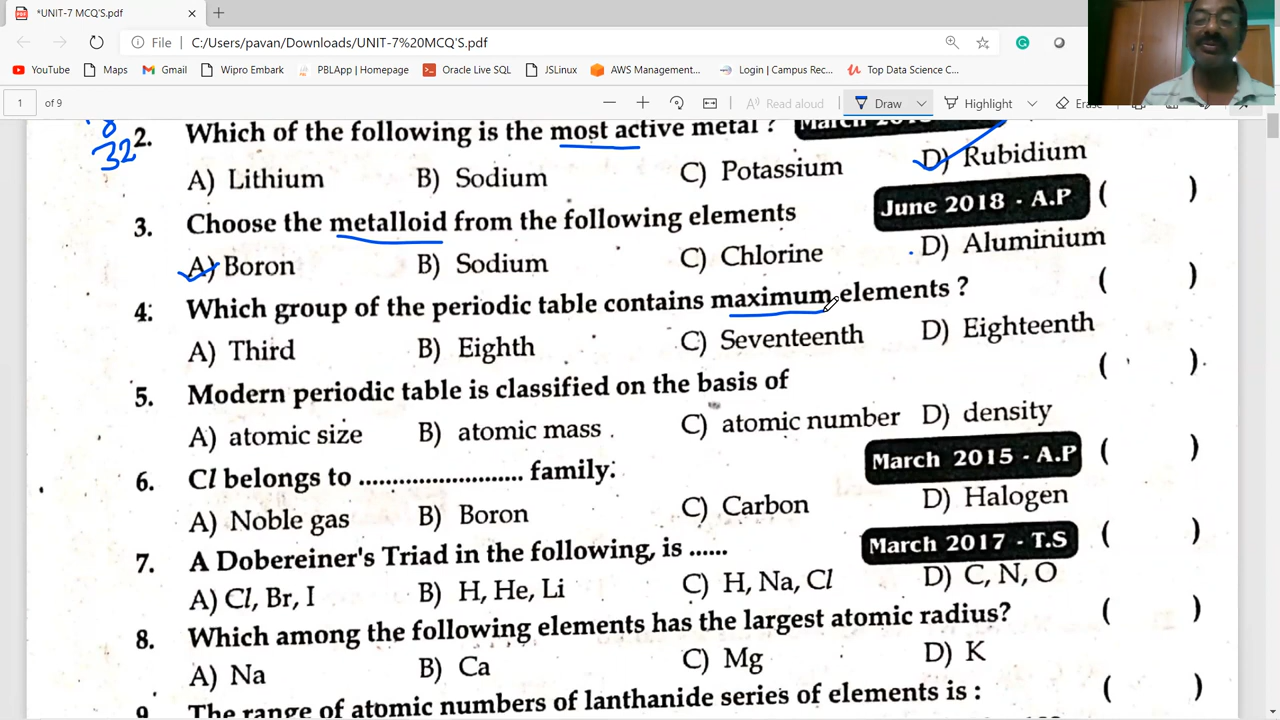 *UNIT-7 MCQ'S.pdf
File C:/Users/pavan/Downloads/UNIT-7%20MCQ'S.pdf
YouTube Maps Gmail Wipro Embark PBLApp | Homepage Oracle Live SQL JSLinux AWS Management... Login | Campus Rec... Top Data Science C...
1 of 9 Read aloud Draw Highlight Erase
32
2. Which of the following is the most active metal ?
A) Lithium B) Sodium C) Potassium D) Rubidium
3. Choose the metalloid from the following elements June 2018 - A.P ( )
A) Boron B) Sodium C) Chlorine D) Aluminium
4. Which group of the periodic table contains maximum elements ? ( )
A) Third B) Eighth C) Seventeenth D) Eighteenth
5. Modern periodic table is classified on the basis of ( )
A) atomic size B) atomic mass . C) atomic number D) density
6. Cl belongs to ........................ family. March 2015 - A.P ( )
A) Noble gas B) Boron C) Carbon D) Halogen
7. A Dobereiner's Triad in the following, is ...... March 2017 - T.S ( )
A) Cl, Br, I B) H, He, Li C) H, Na, Cl D) C, N, O
8. Which among the following elements has the largest atomic radius? ( )
A) Na B) Ca C) Mg D) K
9. The range of atomic numbers of lanthanide series of elements is : ( )